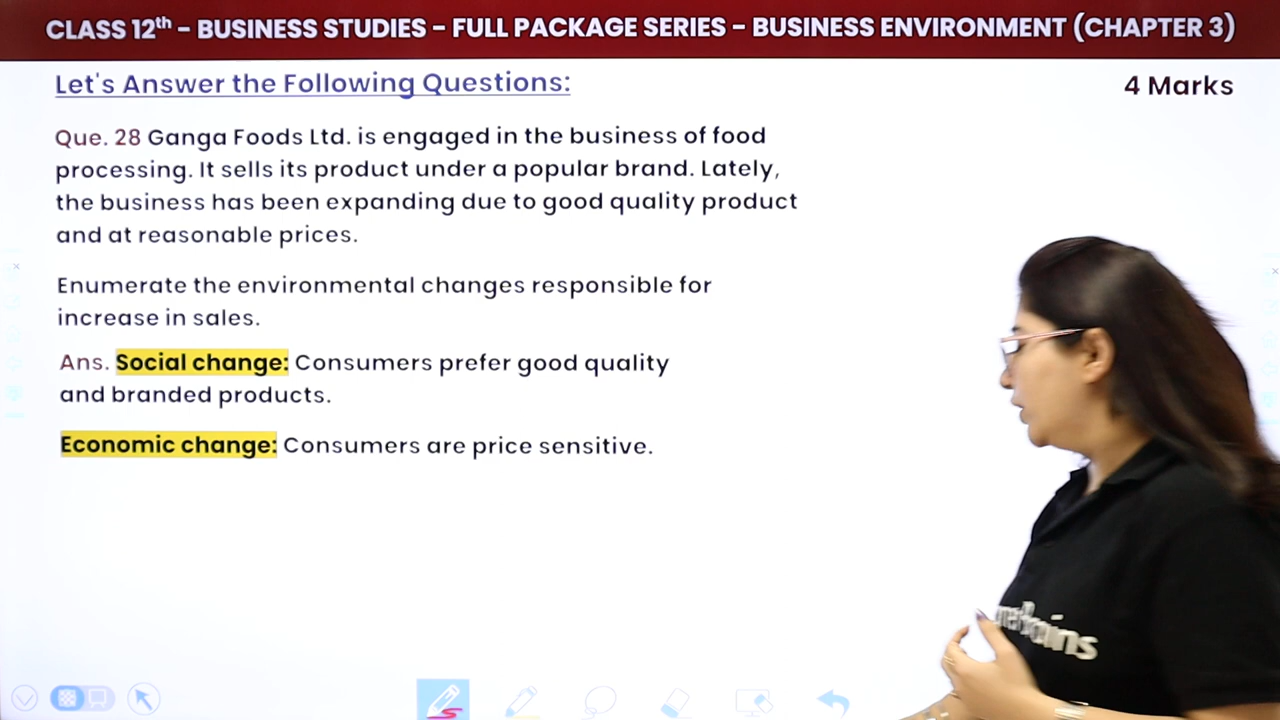 CLASS 12th – BUSINESS STUDIES – FULL PACKAGE SERIES – BUSINESS ENVIRONMENT (CHAPTER 3)
Let's Answer the Following Questions:
4 Marks
Que. 28 Ganga Foods Ltd. is engaged in the business of food
processing. It sells its product under a popular brand. Lately,
the business has been expanding due to good quality product
and at reasonable prices.
Enumerate the environmental changes responsible for
increase in sales.
Ans. Social change: Consumers prefer good quality
and branded products.
Economic change: Consumers are price sensitive.